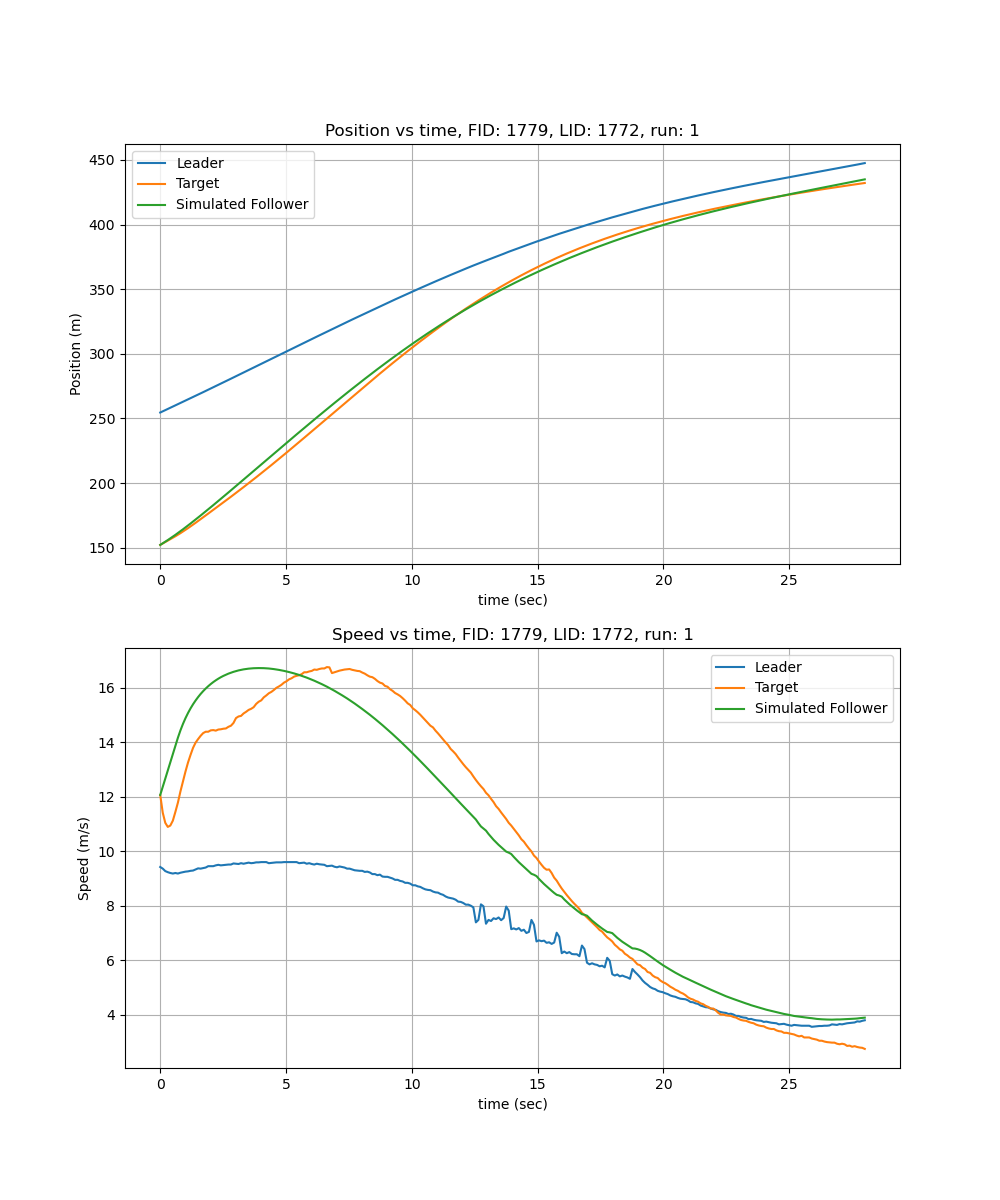 Position vs time, FID: 1779, LID: 1772, run: 1
Leader
Target
Simulated Follower
450
400
350
300
250
200
150
Position (m)
0 5 10 15 20 25
time (sec)
Speed vs time, FID: 1779, LID: 1772, run: 1
Leader
Target
Simulated Follower
16
14
12
10
8
6
4
Speed (m/s)
0 5 10 15 20 25
time (sec)